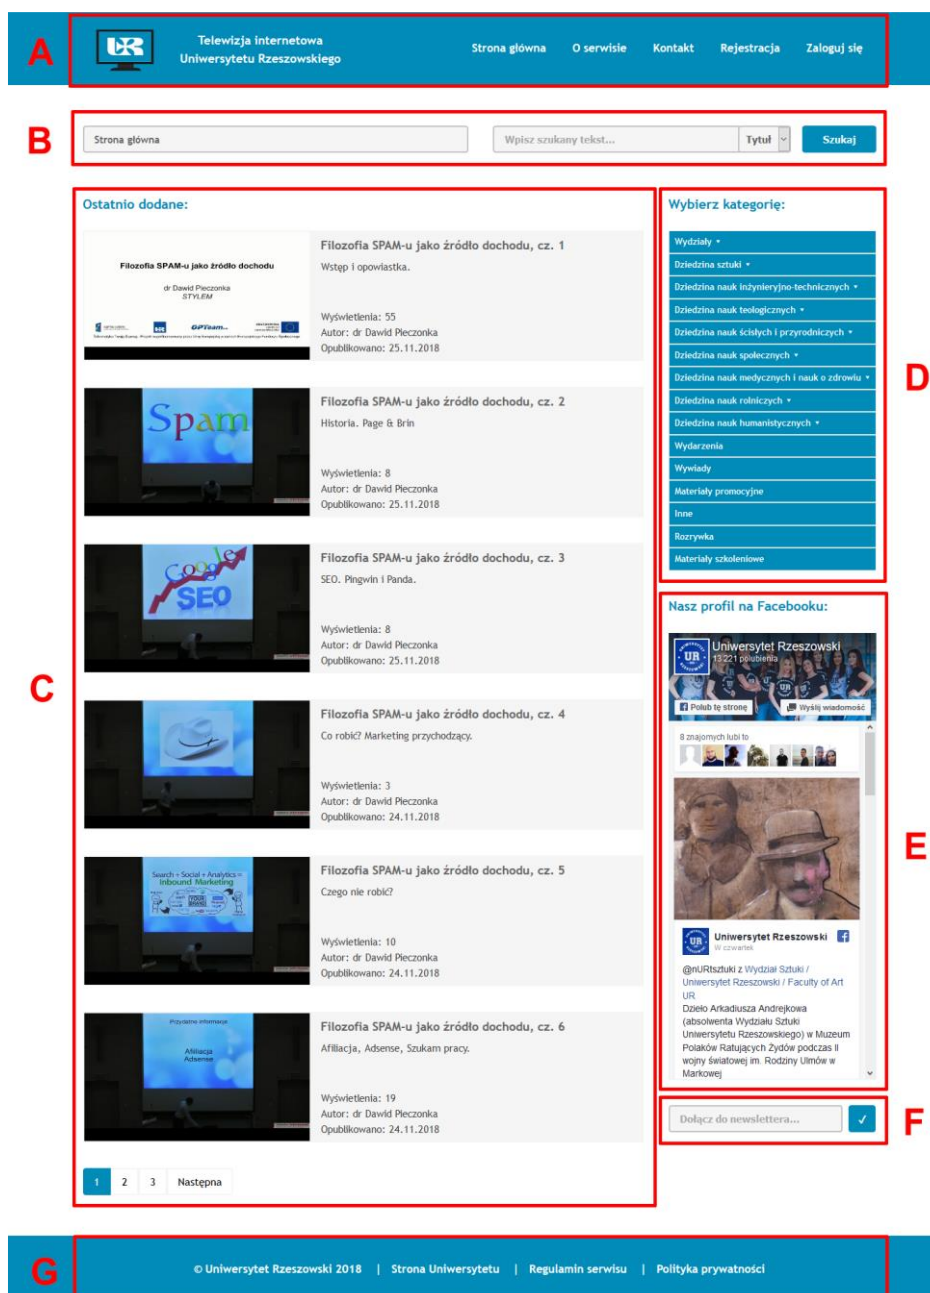 A
Telewizja internetowa
Uniwersytetu Rzeszowskiego
Strona główna O serwisie Kontakt Rejestracja Zaloguj się
B
Strona główna
Wpisz szukany tekst...
Tytuł
Szukaj
C
Ostatnio dodane:
Filozofia SPAM-u jako źródło dochodu
dr Dawid Pieczonka
STYLEM
UR
OPTeam
Filozofia SPAM-u jako źródło dochodu, cz. 1
Wstęp i opowiastka.
Wyświetlenia: 55
Autor: dr Dawid Pieczonka
Opublikowano: 25.11.2018
Spam
Filozofia SPAM-u jako źródło dochodu, cz. 2
Historia. Page & Brin
Wyświetlenia: 8
Autor: dr Dawid Pieczonka
Opublikowano: 25.11.2018
Google
SEO
Filozofia SPAM-u jako źródło dochodu, cz. 3
SEO. Pingwin i Panda.
Wyświetlenia: 8
Autor: dr Dawid Pieczonka
Opublikowano: 25.11.2018
Filozofia SPAM-u jako źródło dochodu, cz. 4
Co robić? Marketing przychodzący.
Wyświetlenia: 3
Autor: dr Dawid Pieczonka
Opublikowano: 24.11.2018
Search + Social + Analytics =
Inbound Marketing
YOUR
BRAND
Filozofia SPAM-u jako źródło dochodu, cz. 5
Czego nie robić?
Wyświetlenia: 10
Autor: dr Dawid Pieczonka
Opublikowano: 24.11.2018
Przydatne informacje
Afiliacja
Adsense
Filozofia SPAM-u jako źródło dochodu, cz. 6
Afiliacja, Adsense, Szukam pracy.
Wyświetlenia: 19
Autor: dr Dawid Pieczonka
Opublikowano: 24.11.2018
1 2 3 Następna
D
Wybierz kategorię:
Wydziały
Dziedzina sztuki
Dziedzina nauk inżynieryjno-technicznych
Dziedzina nauk teologicznych
Dziedzina nauk ścisłych i przyrodniczych
Dziedzina nauk społecznych
Dziedzina nauk medycznych i nauk o zdrowiu
Dziedzina nauk rolniczych
Dziedzina nauk humanistycznych
Wydarzenia
Wywiady
Materiały promocyjne
Inne
Rozrywka
Materiały szkoleniowe
E
Nasz profil na Facebooku:
UR
Uniwersytet Rzeszowski
13 221 polubienia
Polub tę stronę
Wyślij wiadomość
8 znajomych lubi to
UR
Uniwersytet Rzeszowski
W czwartek
@nURtsztuki z Wydział Sztuki /
Uniwersytet Rzeszowski / Faculty of Art
UR
Dzieło Arkadiusza Andrejkowa
(absolwenta Wydziału Sztuki
Uniwersytetu Rzeszowskiego) w Muzeum
Polaków Ratujących Żydów podczas II
wojny światowej im. Rodziny Ulmów w
Markowej
F
Dołącz do newslettera...
G
© Uniwersytet Rzeszowski 2018 | Strona Uniwersytetu | Regulamin serwisu | Polityka prywatności